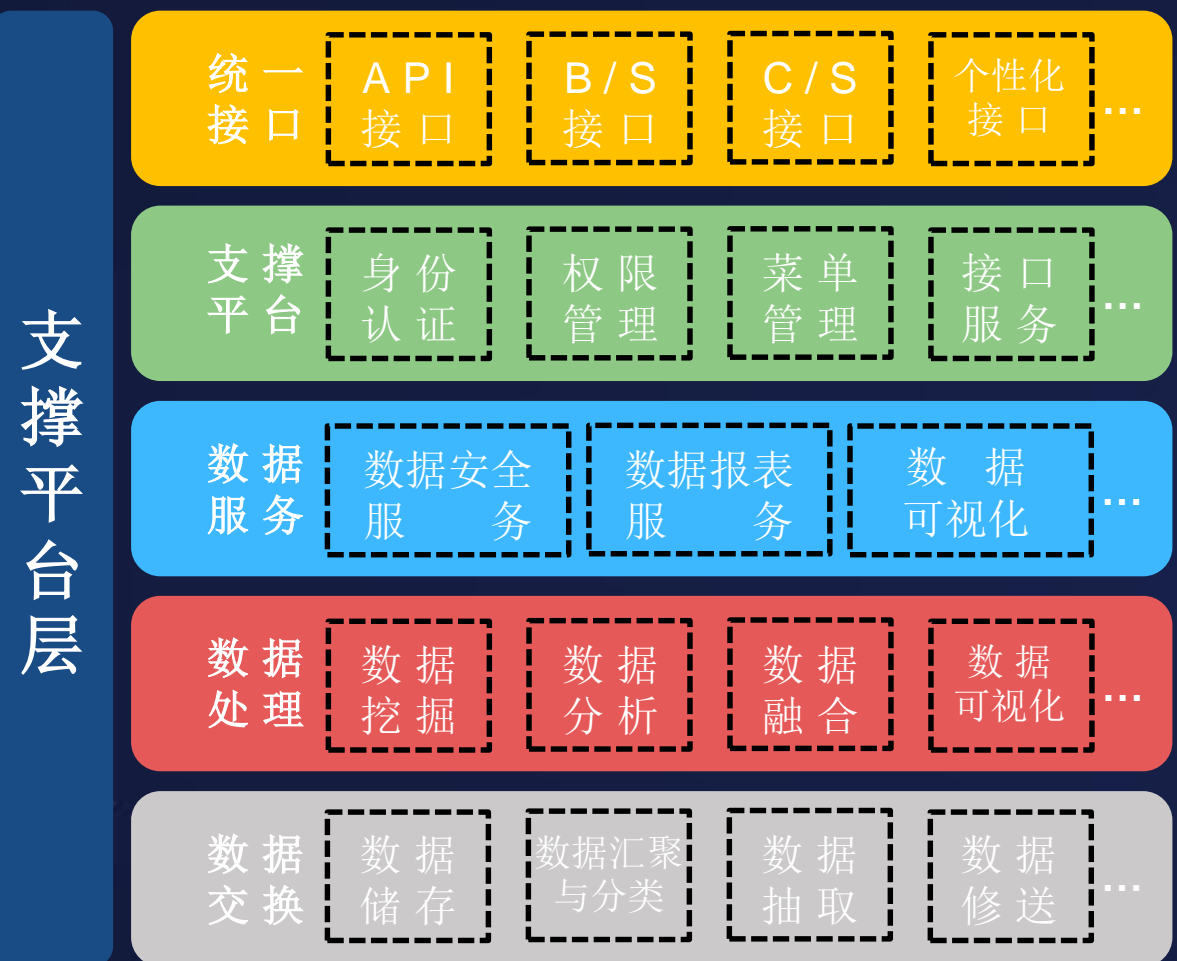 支撑平台层
统一
接口
API
接口
B/S
接口
C/S
接口
个性化
接口
...
支撑
平台
身份
认证
权限
管理
菜单
管理
接口
服务
...
数据
服务
数据安全
服务
数据报表
服务
数据
可视化
...
数据
处理
数据
挖掘
数据
分析
数据
融合
数据
可视化
...
数据
交换
数据
储存
数据汇聚
与分类
数据
抽取
数据
修送
...